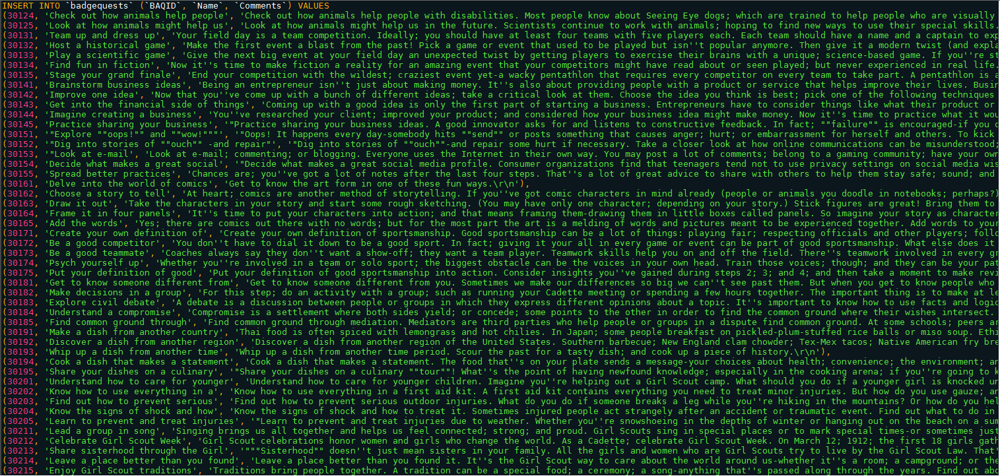 INSERT INTO `badgequests` (`BAQID`, `Name`, `Comments`) VALUES
(30124, 'Check out how animals help people', 'Check out how animals help people with disabilities. Most people know about Seeing Eye dogs; which are trained to help people who are visually
(30125, 'Look at how animals might help us', 'Look at how animals might help us in the future. Scientists continue to work with animals; hoping to find new ways to use their special skills.
(30131, 'Team up and dress up', 'Your field day is a team competition. Ideally; you should have at least four teams with five players each. Each team should have a name and a captain to exp
(30132, 'Host a historical game', 'Make the first event a blast from the past! Pick a game or event that used to be played but isn''t popular anymore. Then give it a modern twist (and expla
(30133, 'Play a scientific game', 'Give the next big event at your field day an unexpected twist by getting players to exercise their brains with a unique; science-based game. If you''re st
(30134, 'Find fun in fiction', 'Now it''s time to make fiction a reality for an amazing event that your competitors might have read about or seen played; but never experienced in real life.
(30135, 'Stage your grand finale', 'End your competition with the wildest; craziest event yet-a wacky pentathlon that requires every competitor on every team to take part. A pentathlon is a
(30141, 'Brainstorm business ideas', 'Being an entrepreneur isn''t just about making money. It''s also about providing people with a product or service that helps improve their lives. Busin
(30142, 'Improve one idea', 'Now that you''ve come up with a bunch of different ideas; take a critical look at them. Choose the idea you think is best; pick one of the following techniques
(30143, 'Get into the financial side of things', 'Coming up with a good idea is only the first part of starting a business. Entrepreneurs have to consider things like what their product or
(30144, 'Imagine creating a business', 'You''ve researched your client; improved your product; and considered how your business idea might make money. Now it''s time to practice what it wou
(30145, 'Practice sharing your business', '"Practice sharing your business ideas. A good innovator asks for and listens to constructive feedback. In fact; ""failure"" is encouraged-if you d
(30151, '"Explore ""oops!"" and ""wow!""""', '"Oops! It happens every day-somebody hits ""send"" or posts something that causes anger; hurt; or embarrassment for herself and others. To kick
(30152, '"Dig into stories of ""ouch"" -and repair"', '"Dig into stories of ""ouch""-and repair some hurt if necessary. Take a closer look at how online communications can be misunderstood;
(30153, '"Look at e-mail', 'Look at e-mail; commenting; or blogging. Everyone uses the Internet in their own way. You may post a lot of comments; belong to a gaming community; have your own
(30154, 'Decide what makes a great social', '"Decide what makes a great social media profile. Consumer organizations find that teenagers tend not to use privacy settings on social media wis
(30155, 'Spread better practices', 'Chances are; you''ve got a lot of notes after the last four steps. That''s a lot of great advice to share with others to help them stay safe; sound; and
(30161, 'Delve into the world of comics', 'Get to know the art form in one of these fun ways.\r\n'),
(30162, 'Choose a story to tell', 'At heart; comics are another method of storytelling. If you''ve got comic characters in mind already (people or animals you doodle in notebooks; perhaps?)
(30163, 'Draw it out', 'Take the characters in your story and start some rough sketching. (You may have only one character; depending on your story.) Stick figures are great! Bring them to
(30164, 'Frame it in four panels', 'It''s time to put your characters into action; and that means framing them-drawing them in little boxes called panels. So imagine your story as character
(30165, 'Add the words', 'Yes; there are comics out there with no words; but for the most part the art is a melding of words and pictures meant to be experienced together. Add words to your
(30171, 'Create your own definition of', 'Create your own definition of sportsmanship. Good sportsmanship can be a lot of things: playing fair; respecting officials and other players; follo
(30172, 'Be a good competitor', 'You don''t have to dial it down to be a good sport. In fact; giving it your all in every game or event can be part of good sportsmanship. What else does it
(30173, 'Be a good teammate', 'Coaches always say they don''t want a show-off; they want a team player. Teamwork skills help you on and off the field. There''s teamwork involved in every gr
(30174, 'Psych yourself up', 'Whether you''re involved in a team or solo sport; the biggest obstacle can be the voices in your own head. Train those voices; though; and they can be your pat
(30175, 'Put your definition of good', 'Put your definition of good sportsmanship into action. Consider insights you''ve gained during steps 2; 3; and 4; and then take a moment to make revi
(30181, 'Get to know someone different from', 'Get to know someone different from you. Sometimes we make our differences so big we can''t see past them. But when you get to know people who
(30182, 'Make decisions in a group', 'For this step; do an activity with a group; such as running your Cadette meeting or spending a few hours together. The important thing is to make at le
(30183, 'Explore civil debate', 'A debate is a discussion between people or groups in which they express different opinions about a topic. It''s important to know how to use facts and logic
(30184, 'Understand a compromise', 'Compromise is a settlement where both sides yield; or concede; some points to the other in order to find the common ground where their wishes intersect.
(30185, 'Find common ground through', 'Find common ground through mediation. Mediators are third parties who help people or groups in a dispute find common ground. At some schools; peers ar
(30191, 'Make a dish from another country', 'Thai food is often spiced with lemongrass and hot chilies. In Japan; some people breakfast on pickled-plum-stuffed rice balls or miso soup. Ethi
(30192, 'Discover a dish from another region', 'Discover a dish from another region of the United States. Southern barbecue; New England clam chowder; Tex-Mex tacos; Native American fry bre
(30193, 'Whip up a dish from another time', 'Whip up a dish from another time period. Scour the past for a tasty dish; and cook up a piece of history.\r\n'),
(30194, 'Cook a dish that makes a statement', 'Cook a dish that makes a statement. The food that''s on your plate sends a message-your choices about health; convenience; the environment; an
(30195, 'Share your dishes on a culinary', '"Share your dishes on a culinary ""tour""! What''s the point of having newfound knowledge; especially in the cooking arena; if you''re going to k
(30201, 'Understand how to care for younger', 'Understand how to care for younger children. Imagine you''re helping out a Girl Scout camp. What should you do if a younger girl is knocked un
(30202, 'Know how to use everything in a', 'Know how to use everything in a first aid kit. A first aid kit contains everything you need to treat minor injuries. But how do you use gauze; an
(30203, 'Find out how to prevent serious', 'Find out how to prevent serious outdoor injuries. What do you do if someone breaks a leg while you''re hiking in the mountains? Or how do you hel
(30204, 'Know the signs of shock and how', 'Know the signs of shock and how to treat it. Sometimes injured people act strangely after an accident or traumatic event. Find out what to do in
(30205, 'Learn to prevent and treat injuries', '"Learn to prevent and treat injuries due to weather. Whether you''re snowshoeing in the depths of winter or hanging out on the beach on a sum
(30211, 'Lead a group in song', 'Singing brings us all together and helps us feel connected; strong; and proud. Girl Scouts sing in special places or to mark special times-or sometimes just
(30212, 'Celebrate Girl Scout Week', 'Girl Scout celebrations honor women and girls who change the world. As a Cadette; celebrate Girl Scout Week. On March 12; 1912; the first 18 girls gath
(30213, 'Share sisterhood through the Girl', '""""Sisterhood"" doesn''t just mean sisters in your family. All the girls and women who are Girl Scouts try to live by the Girl Scout Law. That'
(30214, 'Leave a place better than you found', 'Leave a place better than you found it. It''s the Girl Scout way to care about the world around us-whether it''s a room; a campground; or the
(30215, 'Enjoy Girl Scout traditions', 'Traditions bring people together. A tradition can be a special food; a ceremony; a song-anything that''s passed along through the years. Find out abo